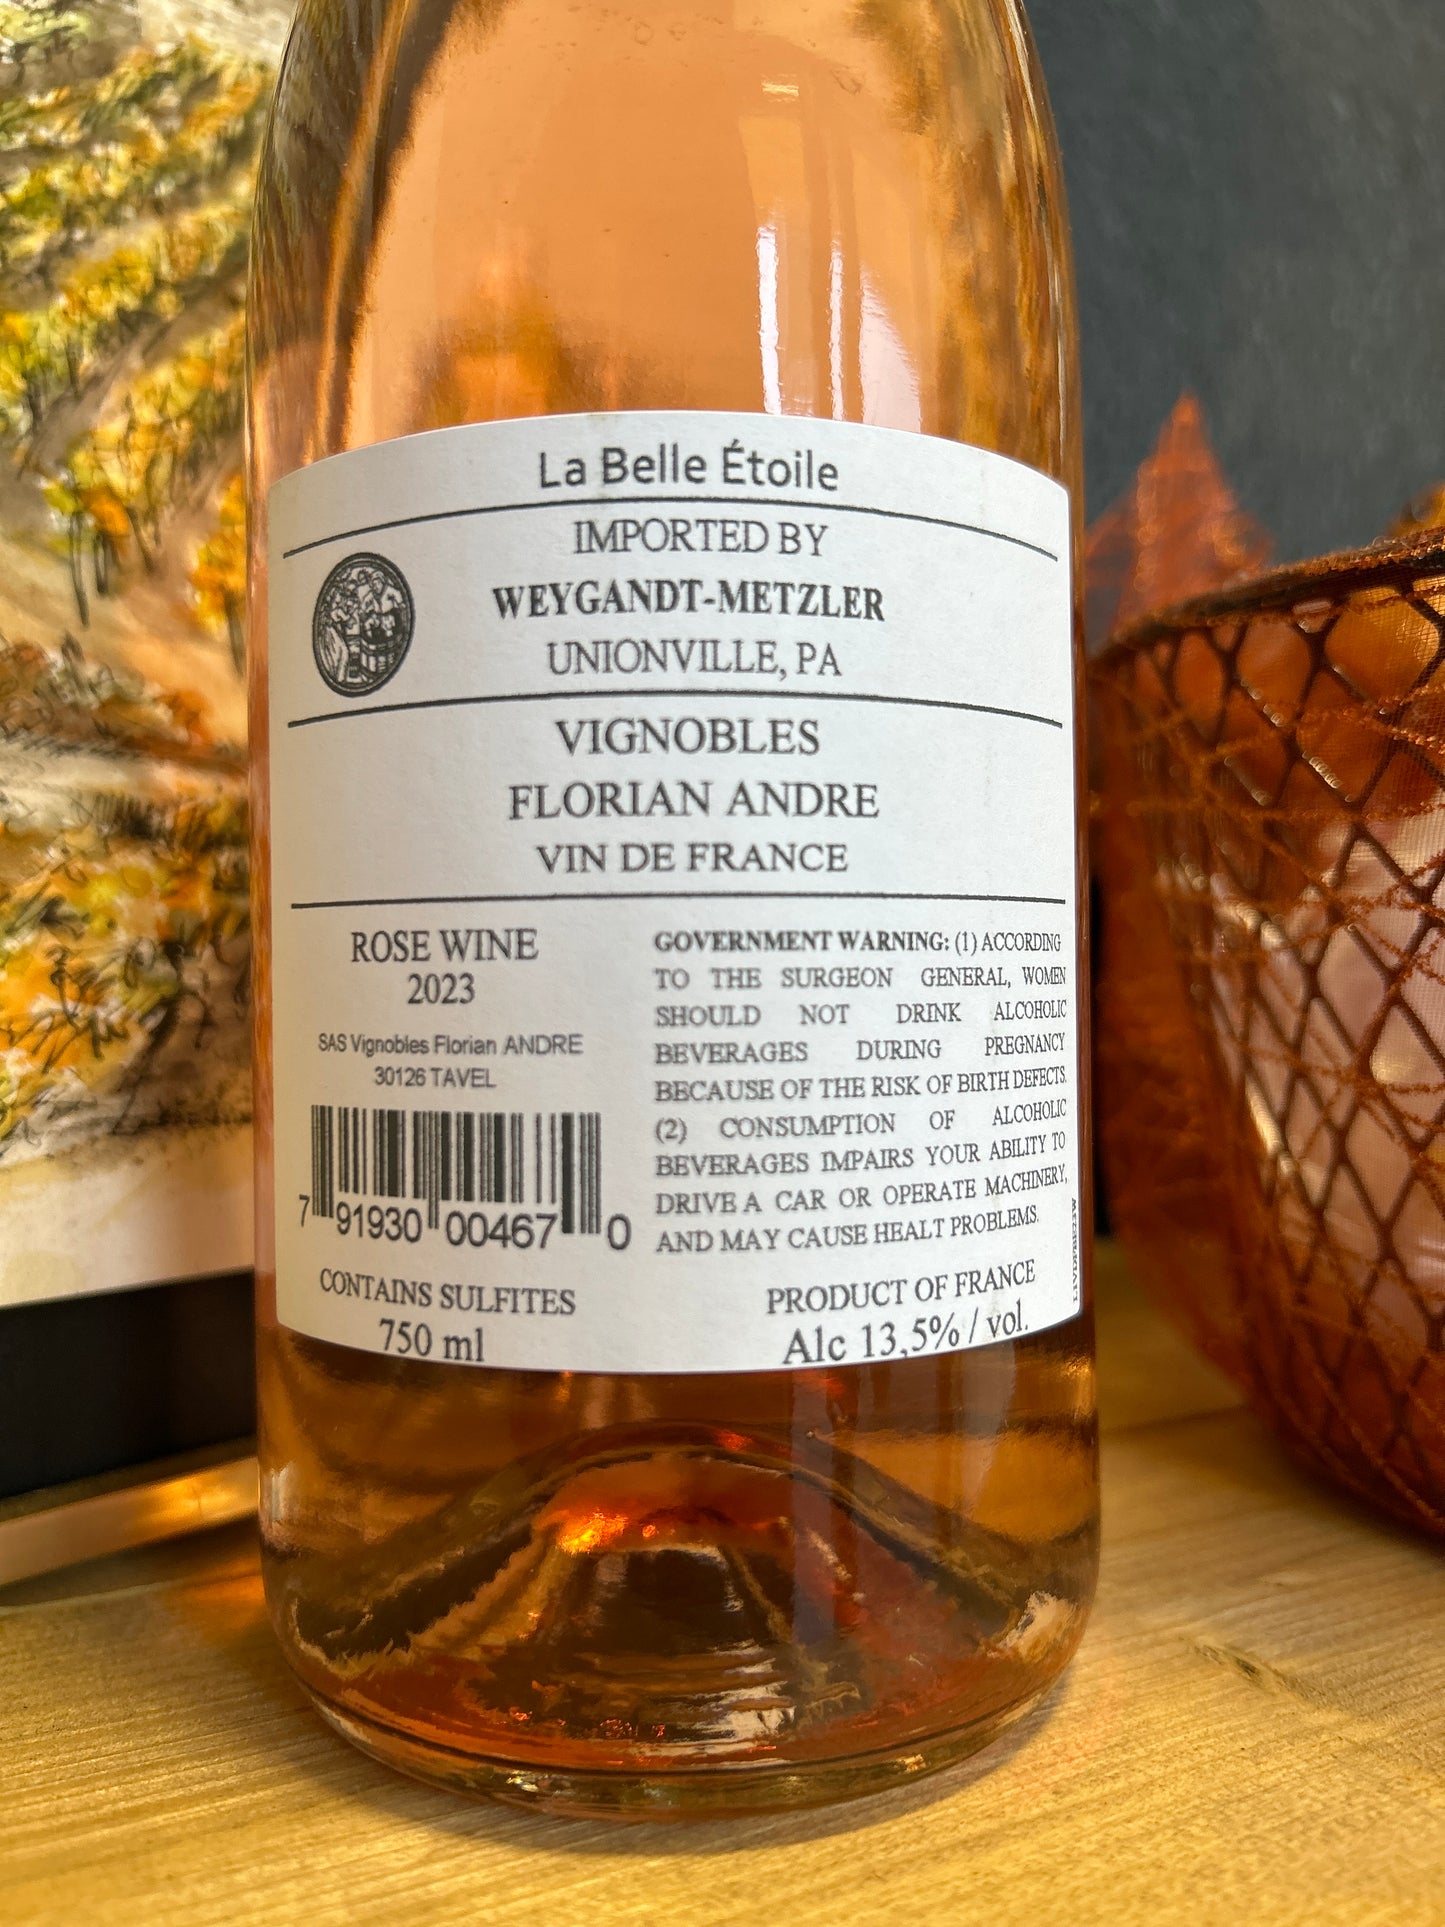 La Belle Étoile
IMPORTED BY
WEYGANDT-METZLER
UNIONVILLE, PA
VIGNOBLES
FLORIAN ANDRE
VIN DE FRANCE
ROSE WINE
2023
SAS Vignobles Florian ANDRE
30126 TAVEL
7 91930 00467 0
CONTAINS SULFITES
750 ml
GOVERNMENT WARNING: (1) ACCORDING
TO THE SURGEON GENERAL, WOMEN
SHOULD NOT DRINK ALCOHOLIC
BEVERAGES DURING PREGNANCY
BECAUSE OF THE RISK OF BIRTH DEFECTS.
(2) CONSUMPTION OF ALCOHOLIC
BEVERAGES IMPAIRS YOUR ABILITY TO
DRIVE A CAR OR OPERATE MACHINERY,
AND MAY CAUSE HEALT PROBLEMS.
PRODUCT OF FRANCE
Alc 13,5% / vol.